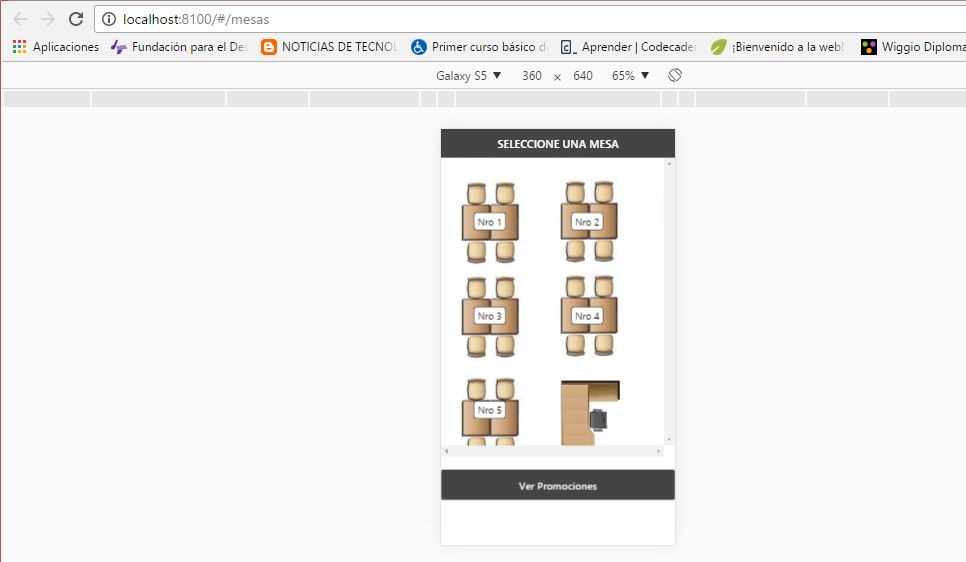 localhost:8100/#/mesas
Aplicaciones Fundación para el Des NOTICIAS DE TECNOL Primer curso básico d Aprender | Codecader ¡Bienvenido a la web! Wiggio Diploma
Galaxy S5 ▼ 360 × 640 65% ▼
SELECCIONE UNA MESA
Nro 1 Nro 2
Nro 3 Nro 4
Nro 5
Ver Promociones